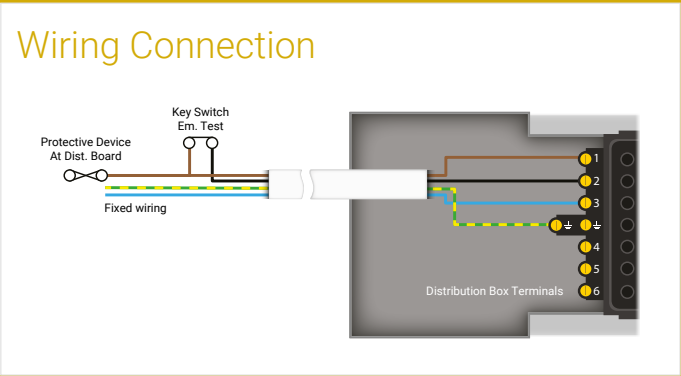 Wiring Connection
Key Switch
Em. Test
Protective Device
At Dist. Board
Fixed wiring
1
2
3
4
5
6
Distribution Box Terminals